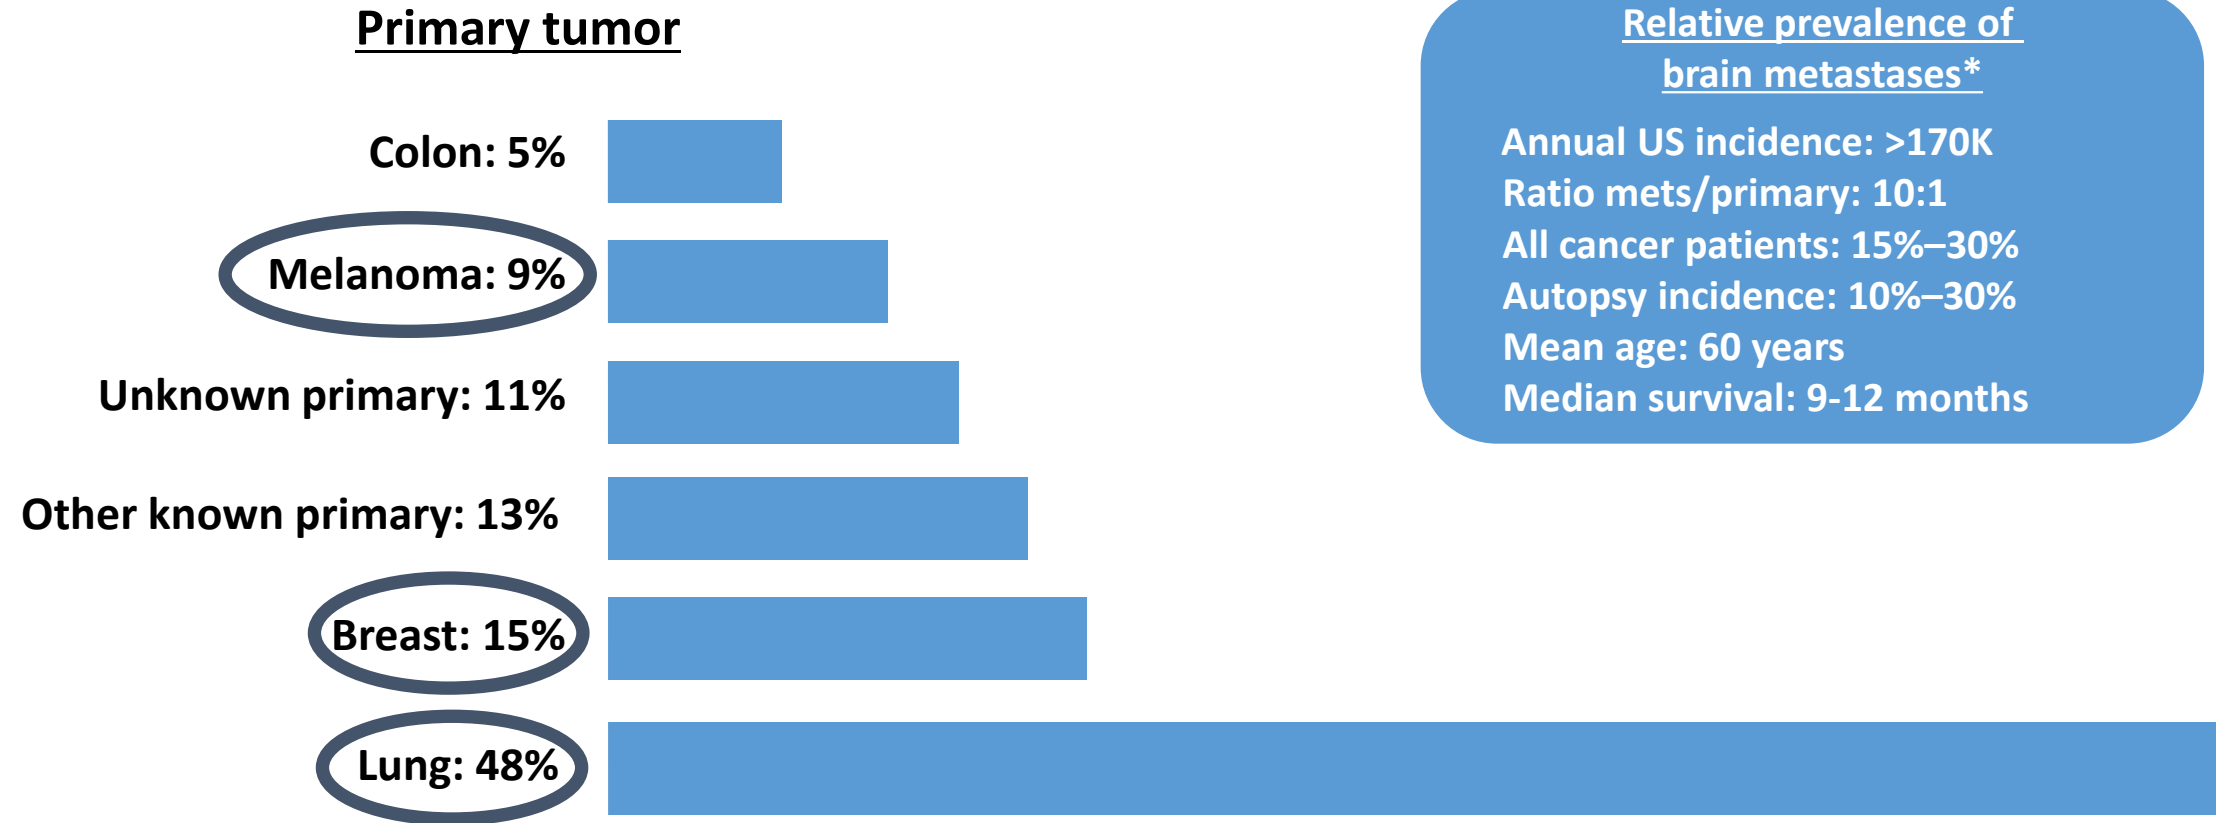 Primary tumor
Colon: 5%
Melanoma: 9%
Unknown primary: 11%
Other known primary: 13%
Breast: 15%
Lung: 48%
Relative prevalence of
brain metastases*
Annual US incidence: >170K
Ratio mets/primary: 10:1
All cancer patients: 15%–30%
Autopsy incidence: 10%–30%
Mean age: 60 years
Median survival: 9-12 months